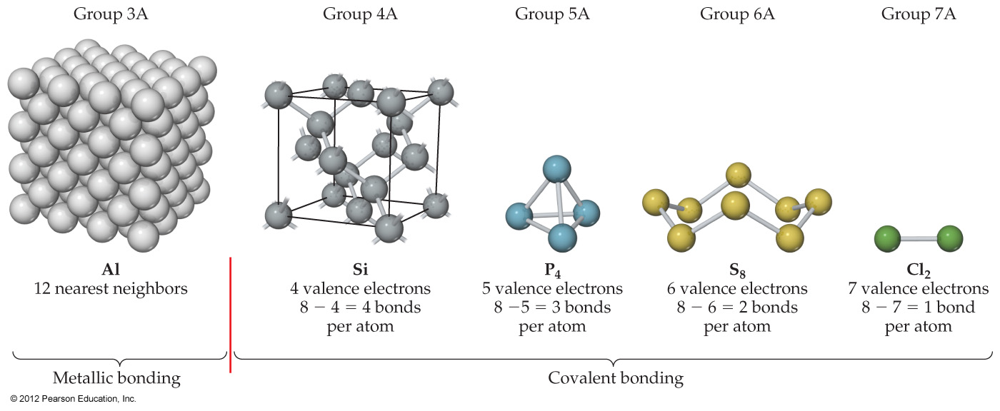 Group 3A
Group 4A
Group 5A
Group 6A
Group 7A
Al
12 nearest neighbors
Si
4 valence electrons
8 − 4 = 4 bonds
per atom
P₄
5 valence electrons
8 −5 = 3 bonds
per atom
S₈
6 valence electrons
8 − 6 = 2 bonds
per atom
Cl₂
7 valence electrons
8 − 7 = 1 bond
per atom
Metallic bonding
Covalent bonding
© 2012 Pearson Education, Inc.